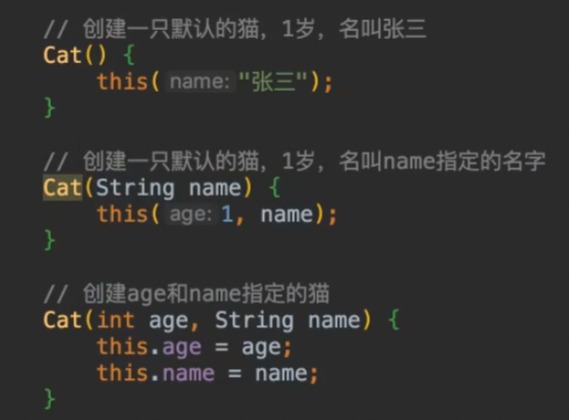 // 创建一只默认的猫，1岁，名叫张三
Cat() {
this( name: "张三");
}
// 创建一只默认的猫，1岁，名叫name指定的名字
Cat(String name) {
this( age: 1, name);
}
// 创建age和name指定的猫
Cat(int age, String name) {
this.age = age;
this.name = name;
}